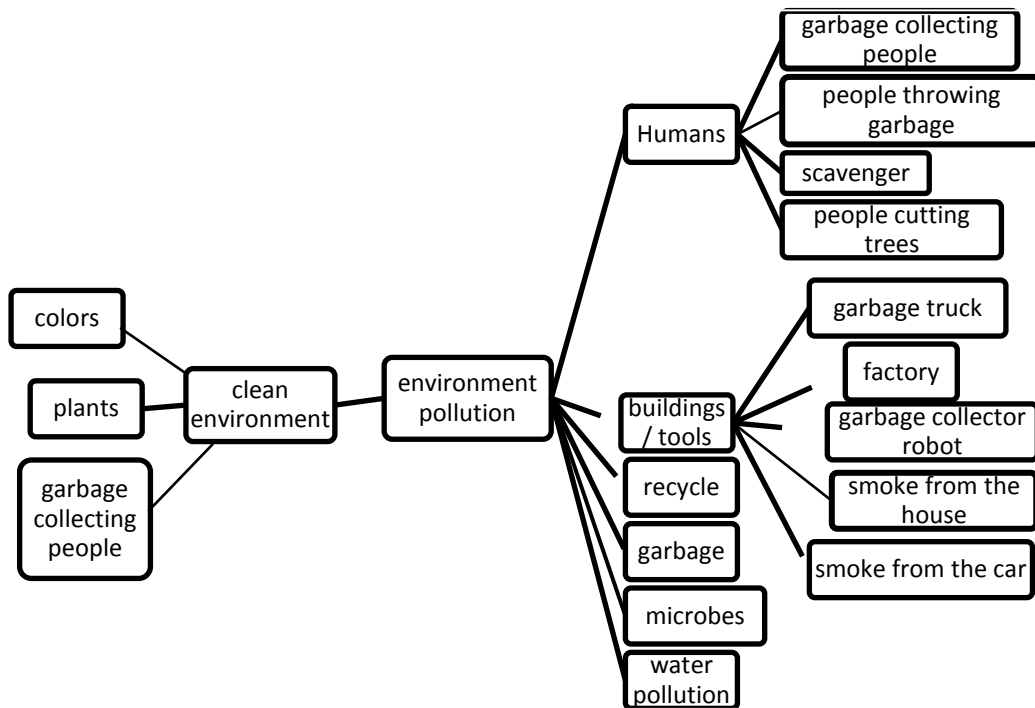 garbage collecting
people
people throwing
garbage
Humans
scavenger
people cutting
trees
colors
plants
garbage
collecting
people
clean
environment
environment
pollution
buildings
/ tools
recycle
garbage
microbes
water
pollution
garbage truck
factory
garbage collector
robot
smoke from the
house
smoke from the car